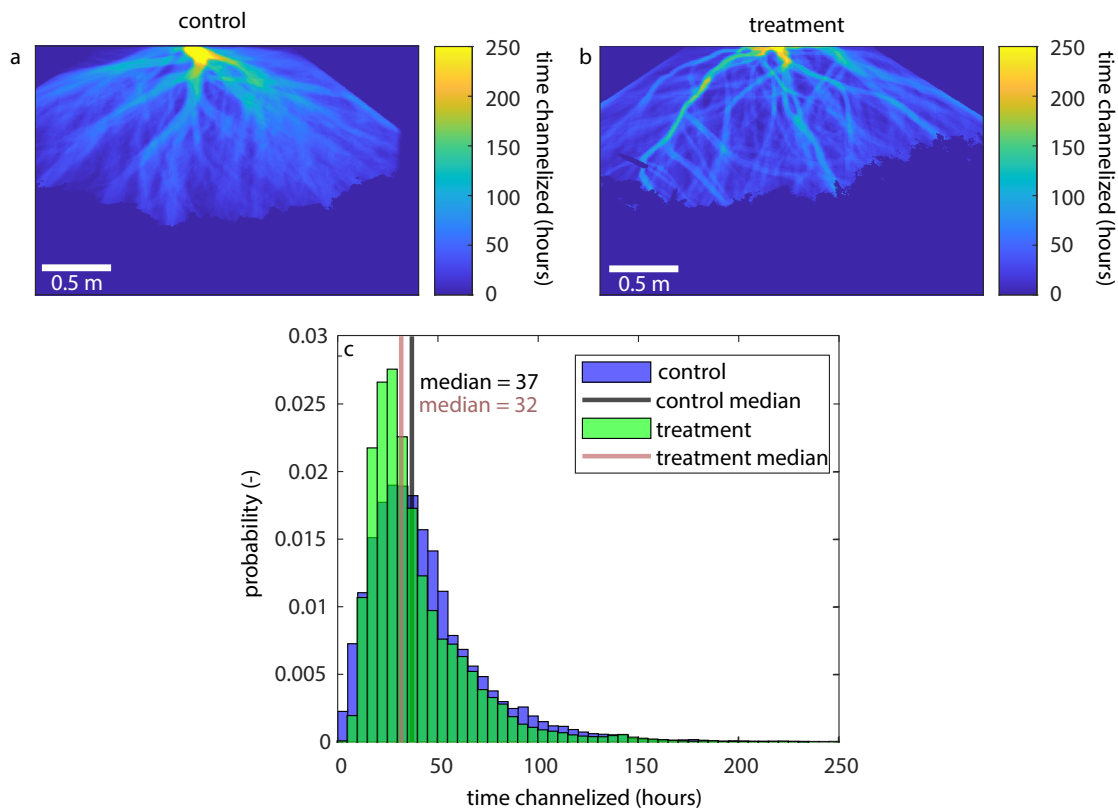 control
treatment
a
250
200
150
100
50
0
time channelized (hours)
0.5 m
b
250
200
150
100
50
0
time channelized (hours)
0.5 m
c
0.03
0.025
0.02
0.015
0.01
0.005
0
probability (-)
median = 37
median = 32
control
control median
treatment
treatment median
0
50
100
150
200
250
time channelized (hours)